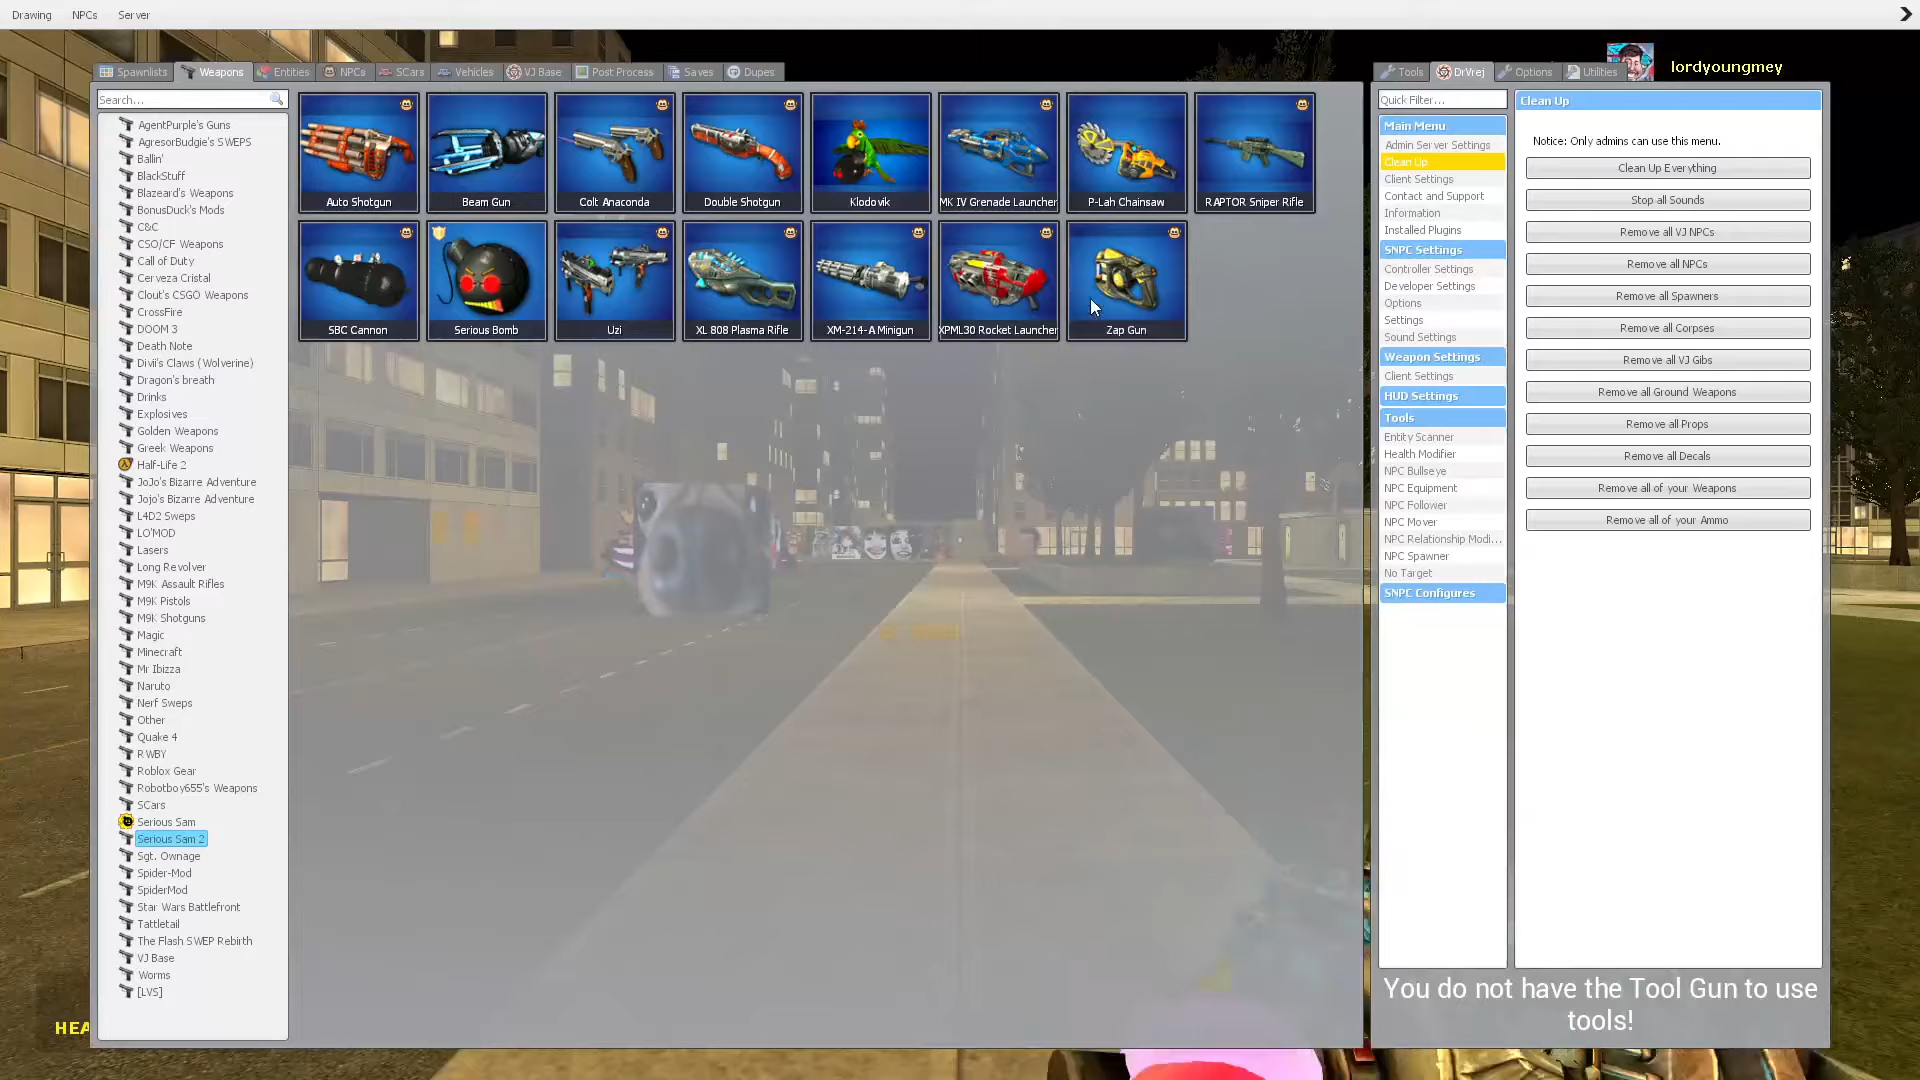 Drawing NPCs Server
lordyoungmey
Spawnlists Weapons Entities NPCs SCars Vehicles VJ Base Post Process Saves Dupes
Tools DrVrej Options Utilities
Search...
AgentPurple's Guns
AgresorBudgie's SWEPS
Ballin'
BlackStuff
Blazeard's Weapons
BonusDuck's Mods
C&C
CSO/CF Weapons
Call of Duty
Cerveza Cristal
Clout's CSGO Weapons
CrossFire
DOOM 3
Death Note
Divii's Claws (Wolverine)
Dragon's breath
Drinks
Explosives
Golden Weapons
Greek Weapons
Half-Life 2
JoJo's Bizarre Adventure
Jojo's Bizarre Adventure
L4D2 Sweps
LO'MOD
Lasers
Long Revolver
M9K Assault Rifles
M9K Pistols
M9K Shotguns
Magic
Minecraft
Mr Ibizza
Naruto
Nerf Sweps
Other
Quake 4
RWBY
Roblox Gear
Robotboy655's Weapons
SCars
Serious Sam
Serious Sam 2
Sgt. Ownage
Spider-Mod
SpiderMod
Star Wars Battlefront
Tattletail
The Flash SWEP Rebirth
VJ Base
Worms
[LVS]
Auto Shotgun
Beam Gun
Colt Anaconda
Double Shotgun
Klodovik
MK IV Grenade Launcher
P-Lah Chainsaw
RAPTOR Sniper Rifle
SBC Cannon
Serious Bomb
Uzi
XL 808 Plasma Rifle
XM-214-A Minigun
XPML30 Rocket Launcher
Zap Gun
Quick Filter...
Main Menu
Admin Server Settings
Clean Up
Client Settings
Contact and Support
Information
Installed Plugins
SNPC Settings
Controller Settings
Developer Settings
Options
Settings
Sound Settings
Weapon Settings
Client Settings
HUD Settings
Tools
Entity Scanner
Health Modifier
NPC Bullseye
NPC Equipment
NPC Follower
NPC Mover
NPC Relationship Modi...
NPC Spawner
No Target
SNPC Configures
Clean Up
Notice: Only admins can use this menu.
Clean Up Everything
Stop all Sounds
Remove all VJ NPCs
Remove all NPCs
Remove all Spawners
Remove all Corpses
Remove all VJ Gibs
Remove all Ground Weapons
Remove all Props
Remove all Decals
Remove all of your Weapons
Remove all of your Ammo
You do not have the Tool Gun to use
tools!
HEA